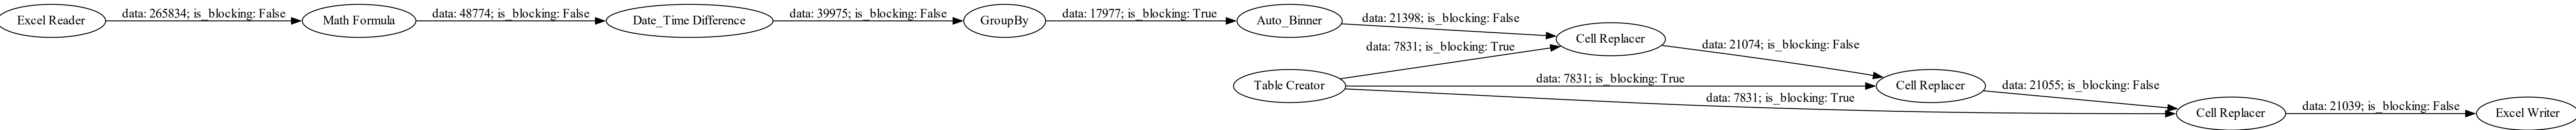 Excel Reader
data: 265834; is_blocking: False
Math Formula
data: 48774; is_blocking: False
Date_Time Difference
data: 39975; is_blocking: False
GroupBy
data: 17977; is_blocking: True
Auto_Binner
data: 21398; is_blocking: False
Cell Replacer
data: 7831; is_blocking: True
data: 21074; is_blocking: False
Table Creator
data: 7831; is_blocking: True
Cell Replacer
data: 21055; is_blocking: False
data: 7831; is_blocking: True
Cell Replacer
data: 21039; is_blocking: False
Excel Writer